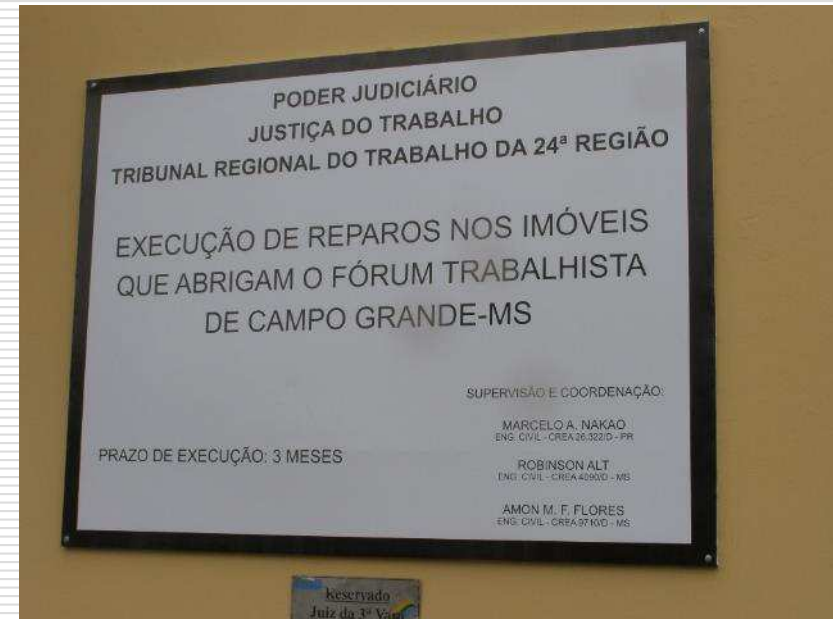 PODER JUDICIÁRIO
JUSTIÇA DO TRABALHO
TRIBUNAL REGIONAL DO TRABALHO DA 24ª REGIÃO
EXECUÇÃO DE REPAROS NOS IMÓVEIS
QUE ABRIGAM O FÓRUM TRABALHISTA
DE CAMPO GRANDE-MS
SUPERVISÃO E COORDENAÇÃO:
MARCELO A. NAKAO
ENG. CIVIL - CREA 26.322/D - PR
PRAZO DE EXECUÇÃO: 3 MESES
ROBINSON ALT
ENG. CIVIL - CREA 4090/D - MS
AMON M. F. FLORES
ENG. CIVIL - CREA 9710/D - MS
Reservado
Juiz da 3ª Vara